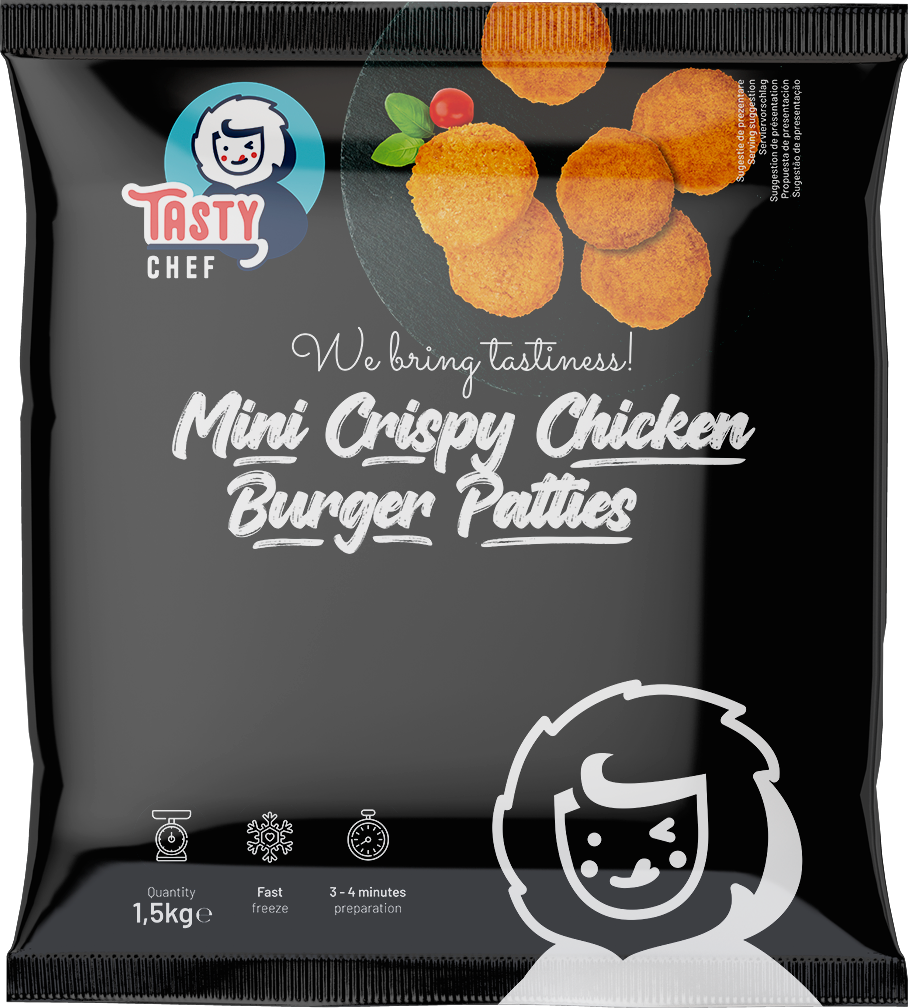 TASTY
CHEF
Sugestie de prezentare
Serving suggestion
Serviervorschlag
Suggestion de présentation
Propuesta de presentación
Sugestão de apresentação
We bring tastiness!
Mini Crispy Chicken
Burger Patties
Quantity
1,5kg℮
Fast
freeze
3 - 4 minutes
preparation